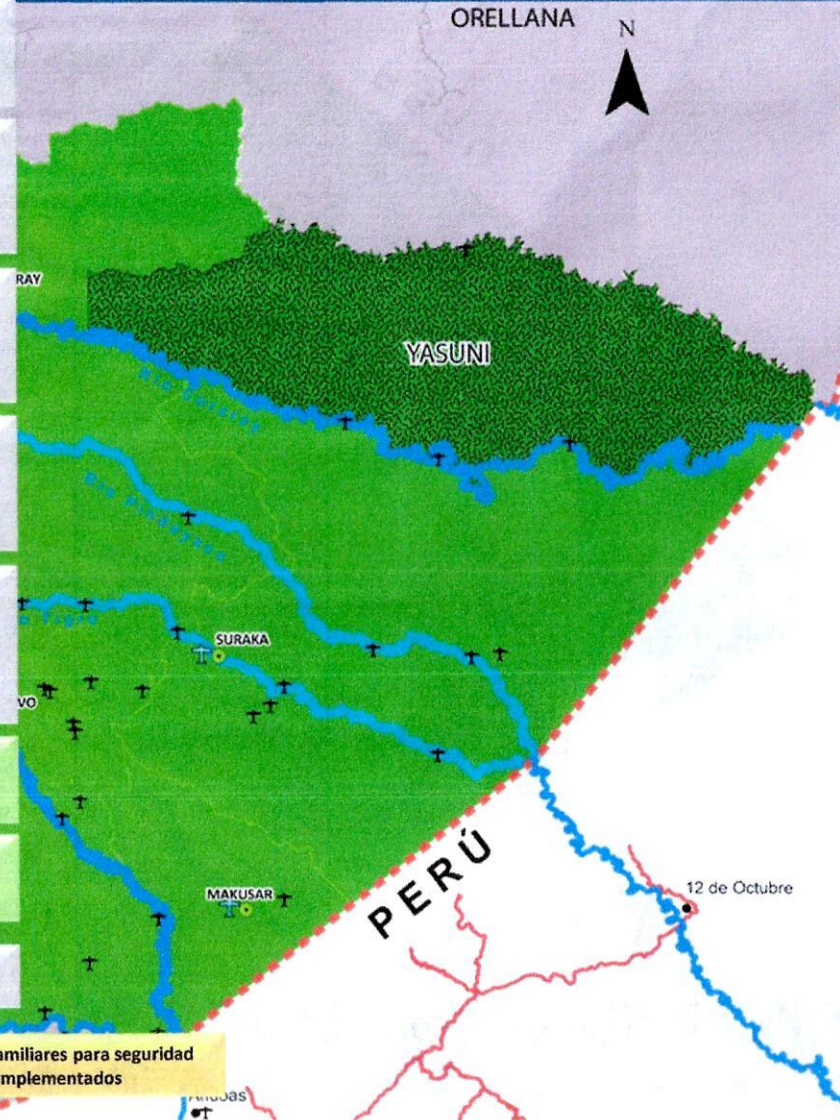 ORELLANA
N
RAY
YASUNI
Río Curaray
Río Pindoyacu
o Tigre
SURAKA
VO
PERÚ
12 de Octubre
MAKUSAR
amiliares para seguridad
mplementados